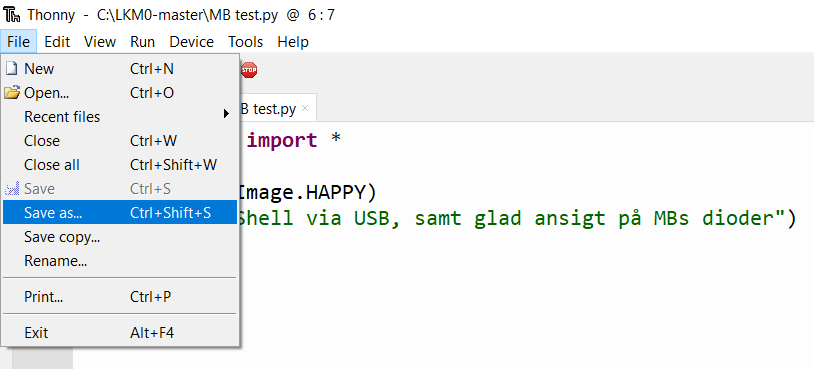 Thonny - C:\LKM0-master\MB test.py @ 6:7
File Edit View Run Device Tools Help
New Ctrl+N
Open... Ctrl+O
Recent files
Close Ctrl+W
Close all Ctrl+Shift+W
Save Ctrl+S
Save as... Ctrl+Shift+S
Save copy...
Rename...
Print... Ctrl+P
Exit Alt+F4
STOP
B test.py ×
import *
Image.HAPPY)
Shell via USB, samt glad ansigt på MBs dioder")